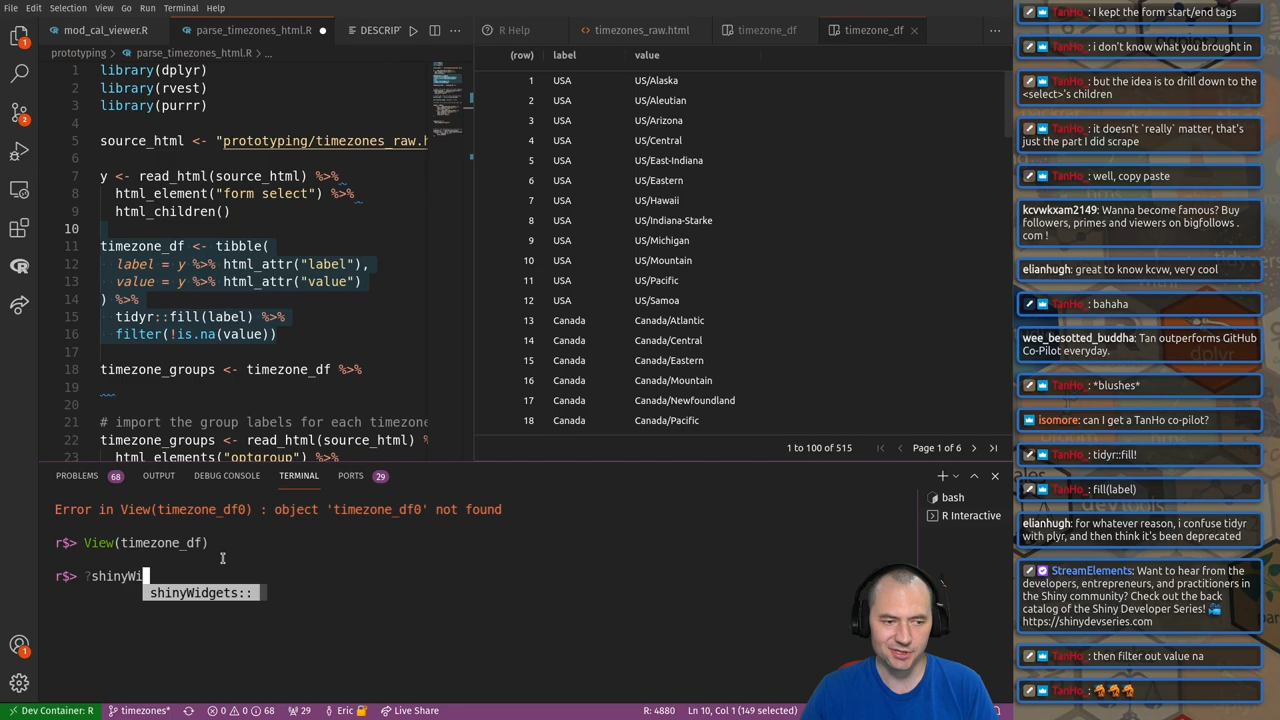 File Edit Selection View Go Run Terminal Help
mod_cal_viewer.R
parse_timezones_html.R
DESCRIP
R Help
timezones_raw.html
timezone_df
timezone_df
prototyping > parse_timezones_html.R > ...
1 library(dplyr)
2 library(rvest)
3 library(purrr)
4
5 source_html <- "prototyping/timezones_raw.h
6
7 y <- read_html(source_html) %>%
8 html_element("form select") %>%
9 html_children()
10
11 timezone_df <- tibble(
12 label = y %>% html_attr("label"),
13 value = y %>% html_attr("value")
14 ) %>%
15 tidyr::fill(label) %>%
16 filter(!is.na(value))
17
18 timezone_groups <- timezone_df %>%
19
20
21 # import the group labels for each timezone
22 timezone_groups <- read_html(source_html) %
23 html_elements("optgroup") %>%
(row) label value
1 USA US/Alaska
2 USA US/Aleutian
3 USA US/Arizona
4 USA US/Central
5 USA US/East-Indiana
6 USA US/Eastern
7 USA US/Hawaii
8 USA US/Indiana-Starke
9 USA US/Michigan
10 USA US/Mountain
11 USA US/Pacific
12 USA US/Samoa
13 Canada Canada/Atlantic
14 Canada Canada/Central
15 Canada Canada/Eastern
16 Canada Canada/Mountain
17 Canada Canada/Newfoundland
18 Canada Canada/Pacific
1 to 100 of 515 Page 1 of 6
PROBLEMS 68 OUTPUT DEBUG CONSOLE TERMINAL PORTS 29
Error in View(timezone_df0) : object 'timezone_df0' not found
r$> View(timezone_df)
r$> ?shinyWi
shinyWidgets::
bash
R Interactive
Dev Container: R timezones* 0 0 68 29 Eric Live Share R: 4880 Ln 10, Col 1 (149 selected)
TanHo_: I kept the form start/end tags
TanHo_: i don't know what you brought in
TanHo_: but the idea is to drill down to the
<select>'s children
TanHo_: it doesn't `really` matter, that's
just the part I did scrape
TanHo_: well, copy paste
kcvwkxam2149: Wanna become famous? Buy
followers, primes and viewers on bigfollows .
com !
elianhugh: great to know kcvw, very cool
TanHo_: bahaha
wee_besotted_buddha: Tan outperforms GitHub
Co-Pilot everyday.
TanHo_: *blushes*
isomore: can I get a TanHo co-pilot?
TanHo_: tidyr::fill!
TanHo_: fill(label)
elianhugh: for whatever reason, i confuse tidyr
with plyr, and then think it's been deprecated
StreamElements: Want to hear from the
developers, entrepreneurs, and practitioners in
the Shiny community? Check out the back
catalog of the Shiny Developer Series!
https://shinydevseries.com
TanHo_: then filter out value na
TanHo_: